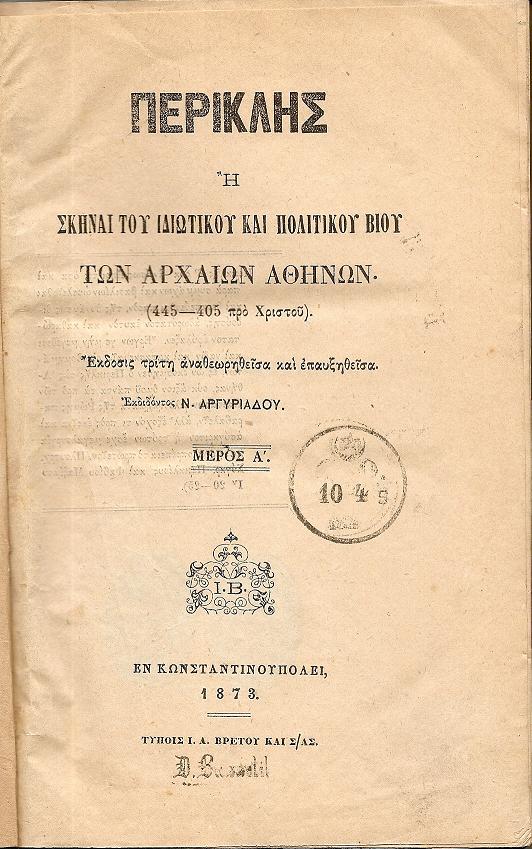 ΠΕΡΙΚΛΗΣ
Ἢ
ΣΚΗΝΑΙ ΤΟΥ ΙΔΙΩΤΙΚΟΥ ΚΑΙ ΠΟΛΙΤΙΚΟΥ ΒΙΟΥ
ΤΩΝ ΑΡΧΑΙΩΝ ΑΘΗΝΩΝ.
(445—405 πρὸ Χριστοῦ).
Ἔκδοσις τρίτη ἀναθεωρηθεῖσα καὶ ἐπαυξηθεῖσα.
Ἐκδιδόντος Ν. ΑΡΓΥΡΙΑΔΟΥ.
ΜΕΡΟΣ Α΄.
10 4 9
Ι.Β.
ΕΝ ΚΩΝΣΤΑΝΤΙΝΟΥΠΟΛΕΙ,
1873.
ΤΥΠΟΙΣ Ι. Α. ΒΡΕΤΟΥ ΚΑΙ Σ/ΑΣ.